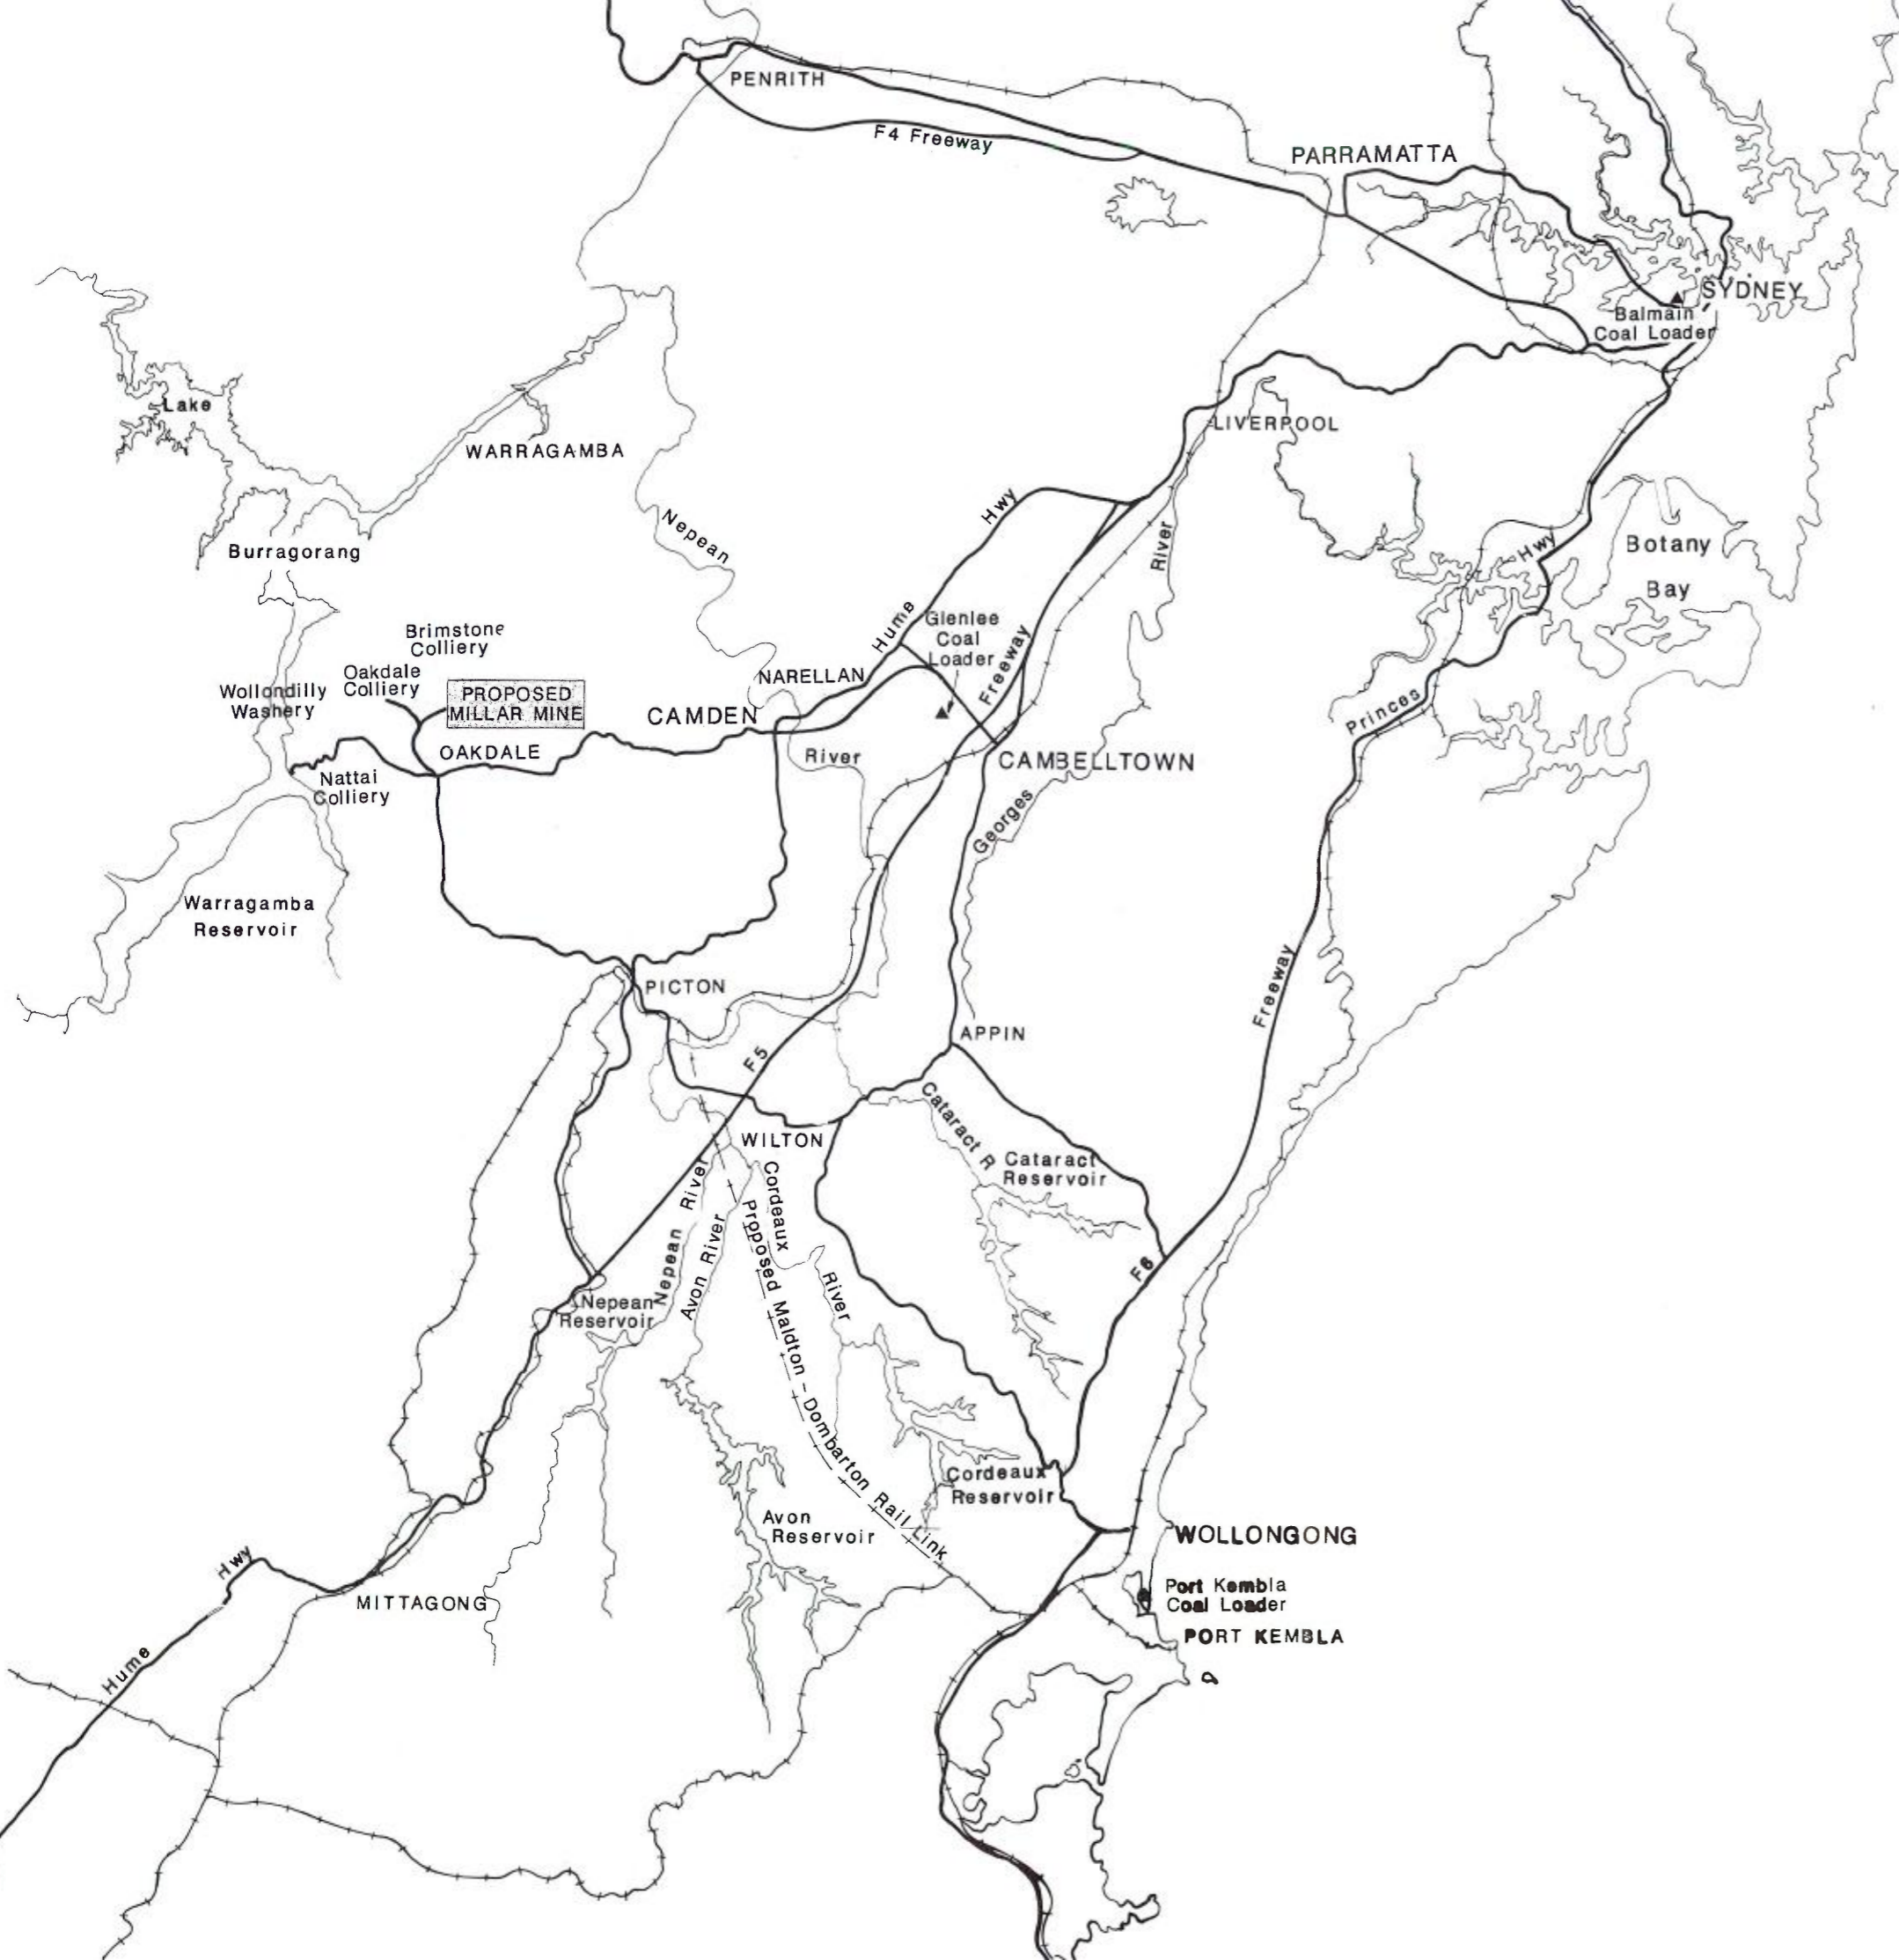 PENRITH
F4 Freeway
PARRAMATTA
SYDNEY
Balmain
Coal Loader
Lake
WARRAGAMBA
LIVERPOOL
Hwy
Nepean
River
Burragorang
Hwy
Botany
Bay
Hume
Glenlee
Coal
Loader
Freeway
Brimstone
Colliery
Oakdale
Colliery
Wollondilly
Washery
PROPOSED
MILLAR MINE
NARELLAN
CAMDEN
Princes
OAKDALE
River
CAMBELLTOWN
Nattai
Colliery
Georges
Warragamba
Reservoir
Freeway
PICTON
APPIN
F5
Cataract R
WILTON
Cataract
Reservoir
Nepean River
Avon River
Cordeaux
River
Proposed Maldton - Dombarton Rail Link
F6
Nepean
Reservoir
Cordeaux
Reservoir
Avon
Reservoir
WOLLONGONG
Hwy
MITTAGONG
Port Kembla
Coal Loader
PORT KEMBLA
Hume